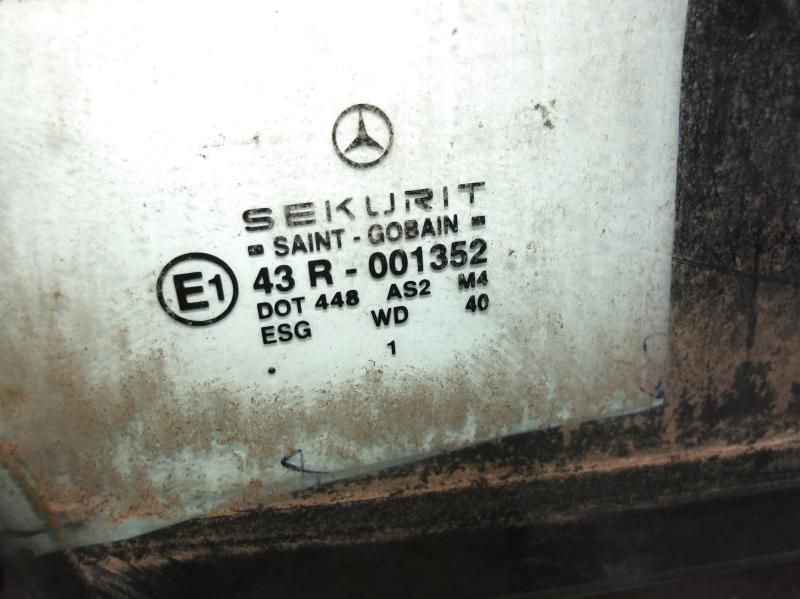 SEKURIT
SAINT - GOBAIN
E1 43 R - 001352
DOT 448 AS2 M4
ESG WD 40
1